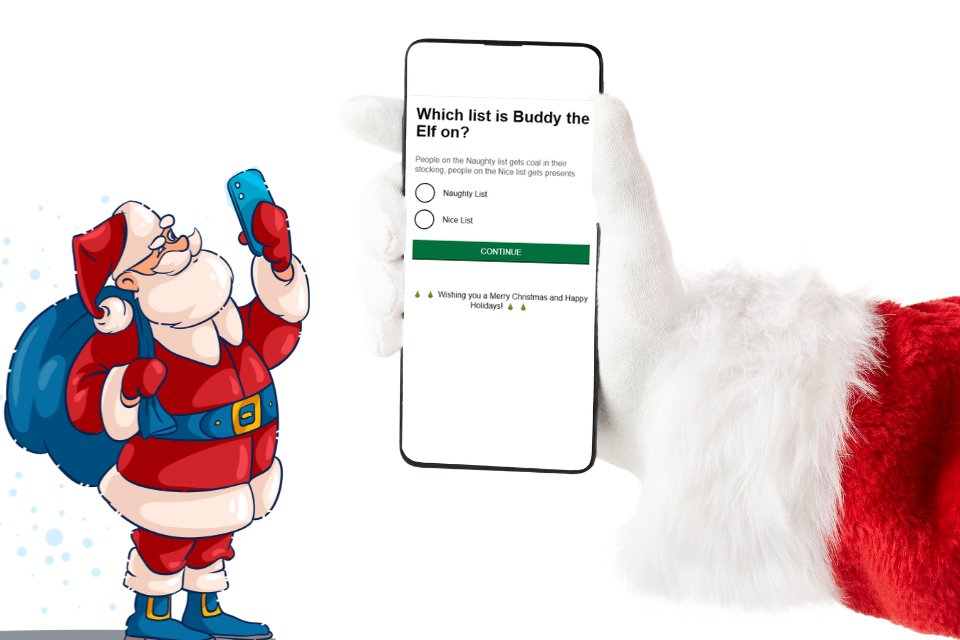 Which list is Buddy the
Elf on?
People on the Naughty list gets coal in their
stocking, people on the Nice list gets presents
Naughty List
Nice List
CONTINUE
🌲 🌲 Wishing you a Merry Christmas and Happy
Holidays! 🌲 🌲